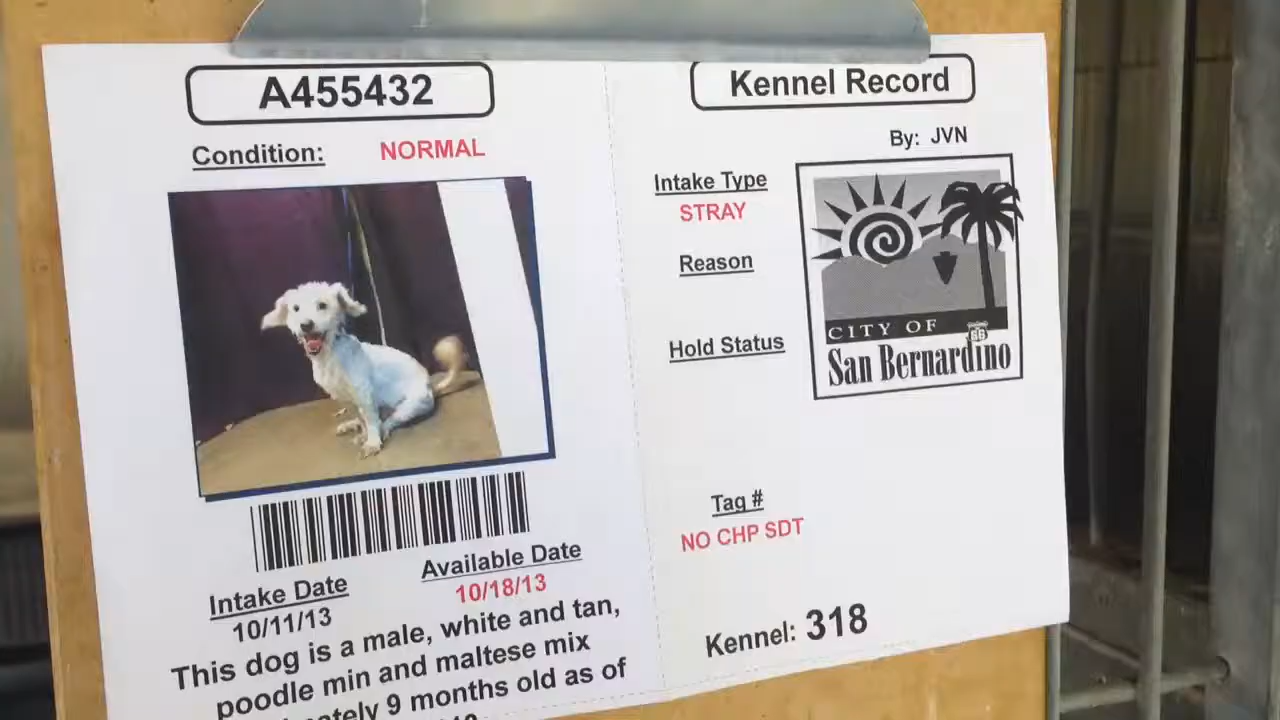 A455432
Condition: NORMAL
Intake Date
10/11/13
Available Date
10/18/13
This dog is a male, white and tan,
poodle min and maltese mix
9 months old as of
Kennel Record
By: JVN
Intake Type
STRAY
Reason
Hold Status
CITY OF
66
San Bernardino
Tag #
NO CHP SDT
Kennel: 318